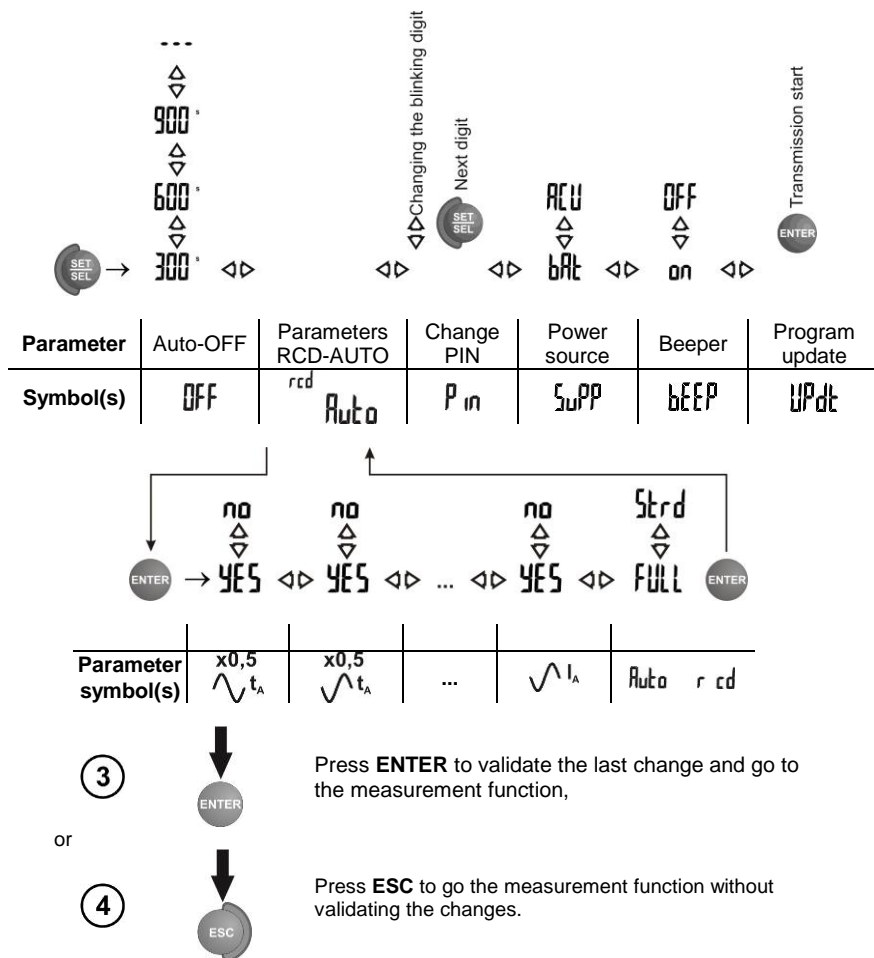 ---
900 s
600 s
300 s
SET
SEL
Changing the blinking digit
Next digit
SET
SEL
ACU
bAt
OFF
on
Transmission start
ENTER
Parameter Auto-OFF Parameters RCD-AUTO Change PIN Power source Beeper Program update
Symbol(s) OFF rcd Auto Pin SuPP bEEP UPdt
no no no Strd
ENTER → YES YES ... YES FULL ENTER
Parameter symbol(s) x0,5 tA x0,5 tA ... IA Auto rcd
3 ENTER Press ENTER to validate the last change and go to
the measurement function,
or
4 ESC Press ESC to go the measurement function without
validating the changes.